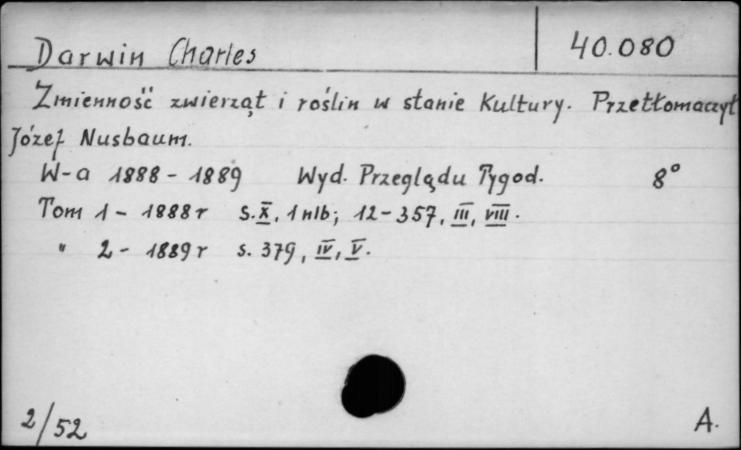 Darwin Charles 40.080
Zmienność zwierząt i roślin w stanie Kultury. Przetłomaczył
Józef Nusbaum.
W-a 1888 - 1889 Wyd. Przeglądu Tygod. 8°
Tom 1 - 1888 r s. X, 1 nlb; 12-357, III, VIII.
" 2 - 1889 r s. 379, IV, V.
2/52 A.